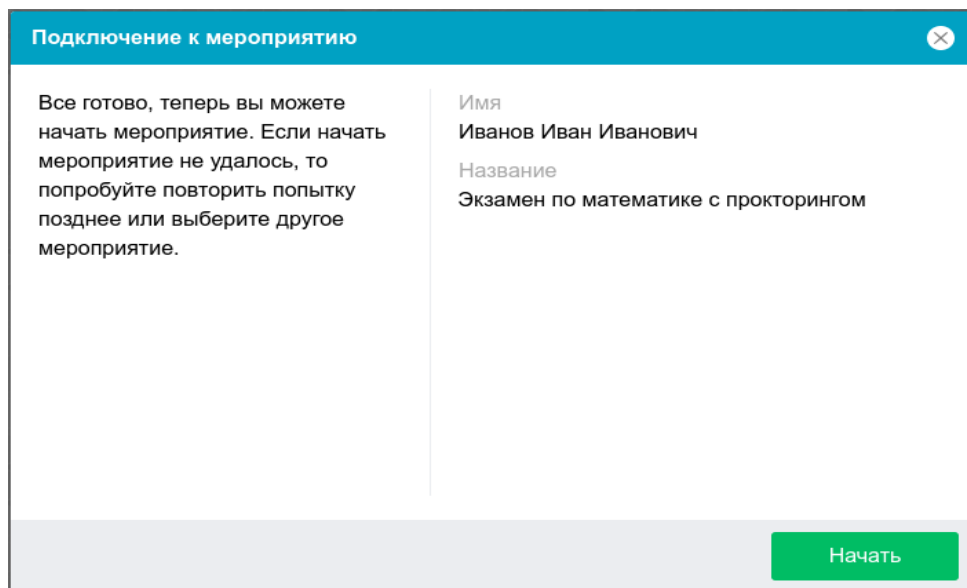 Подключение к мероприятию
Все готово, теперь вы можете
начать мероприятие. Если начать
мероприятие не удалось, то
попробуйте повторить попытку
позднее или выберите другое
мероприятие.
Имя
Иванов Иван Иванович
Название
Экзамен по математике с прокторингом
Начать